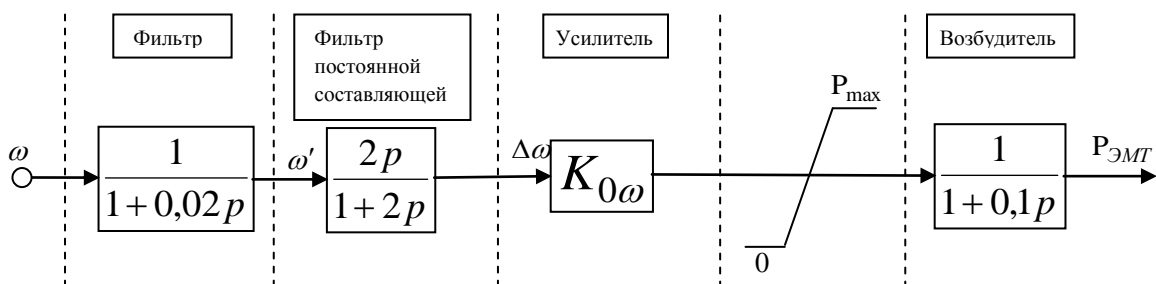 Фильтр
Фильтр
постоянной
составляющей
Усилитель
Возбудитель
P_max
0
ω
1
1+0,02p
ω′
2p
1+2p
Δω
K_0ω
1
1+0,1p
P_ЭМТ